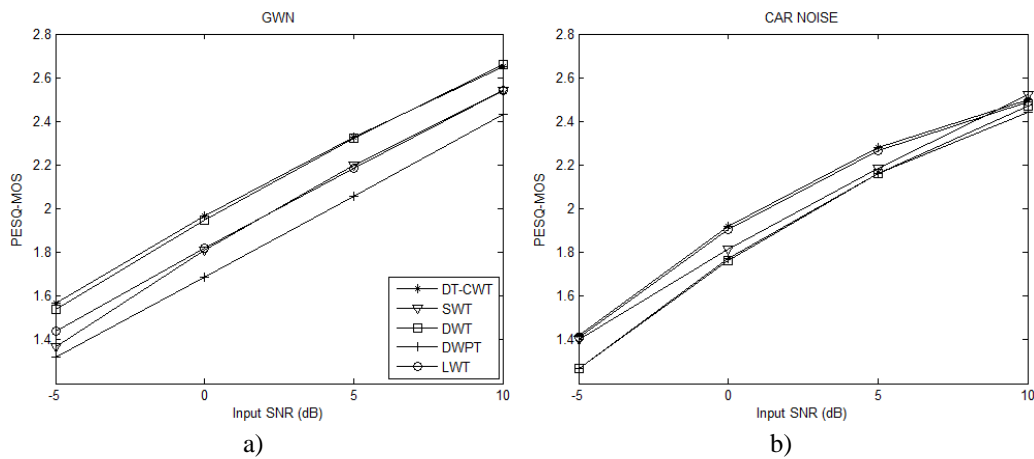 GWN
2.8
2.6
2.4
2.2
2
1.8
1.6
1.4
PESQ-MOS
-5
0
5
10
Input SNR (dB)
DT-CWT
SWT
DWT
DWPT
LWT
a)
CAR NOISE
2.8
2.6
2.4
2.2
2
1.8
1.6
1.4
PESQ-MOS
-5
0
5
10
Input SNR (dB)
b)